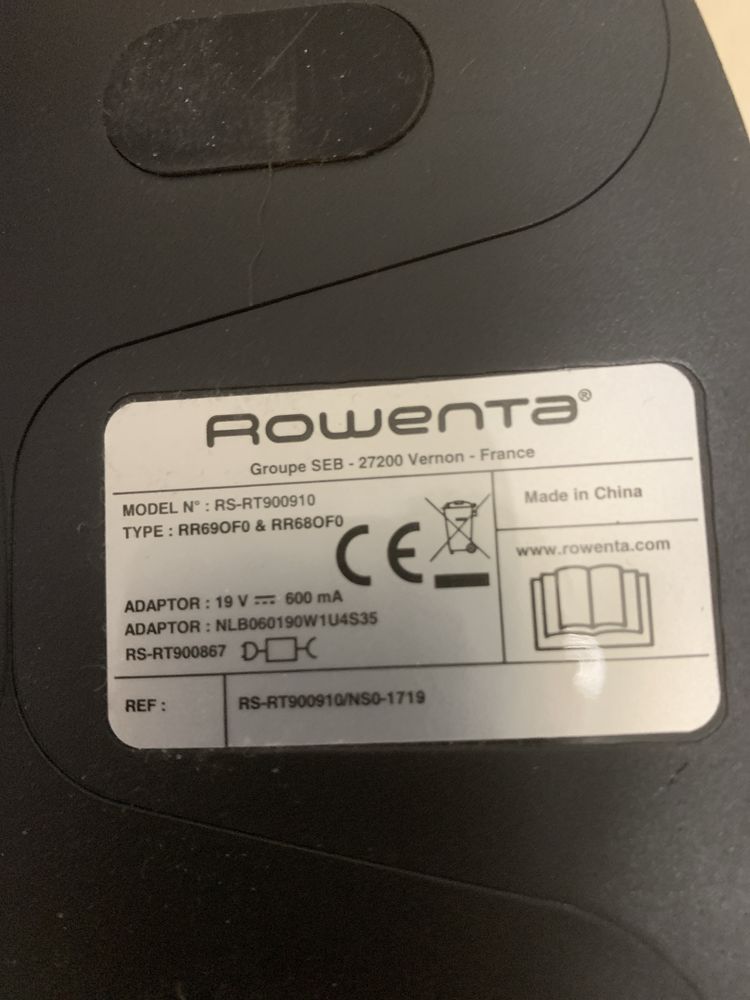 Rowenta®
Groupe SEB - 27200 Vernon - France
MODEL N° : RS-RT900910
TYPE : RR69OF0 & RR68OF0
CE
ADAPTOR : 19 V 600 mA
ADAPTOR : NLB060190W1U4S35
RS-RT900867
Made in China
www.rowenta.com
REF :
RS-RT900910/NS0-1719